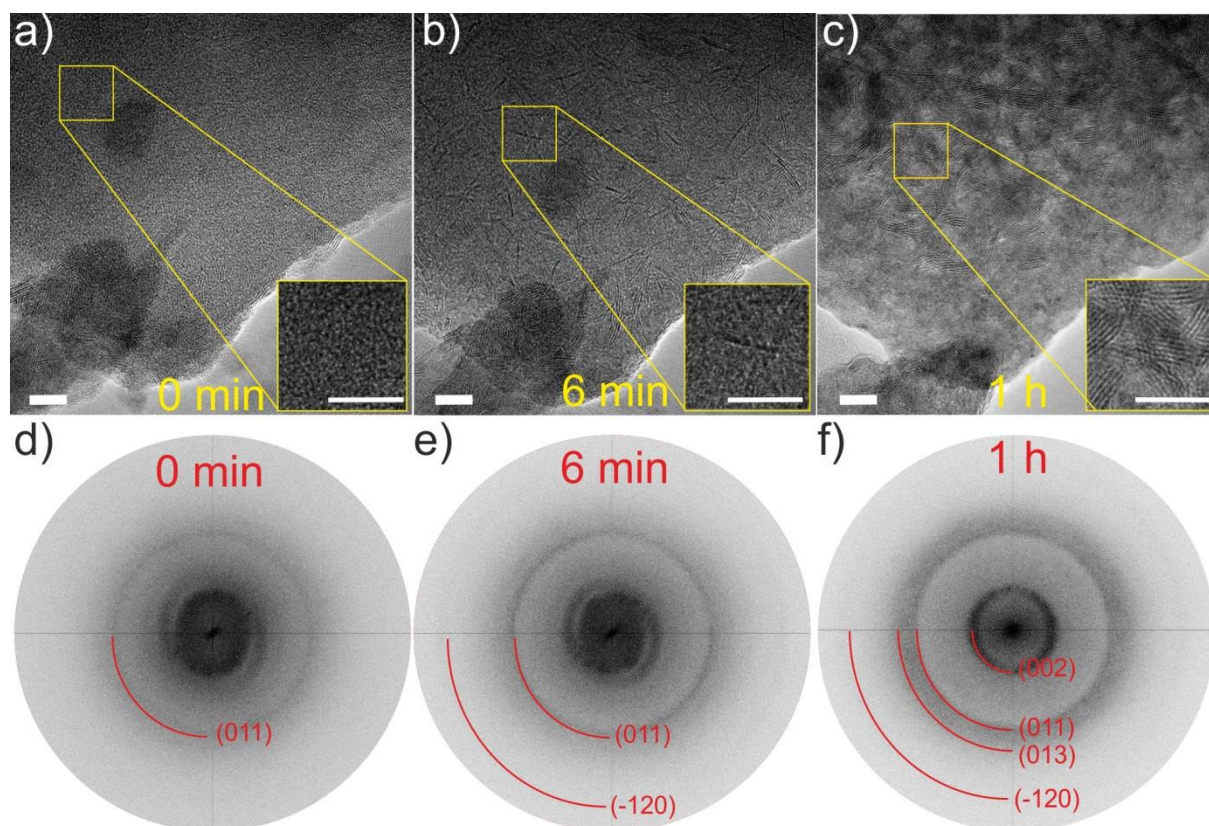 a)
0 min
b)
6 min
c)
1 h
d)
0 min
(011)
e)
6 min
(011)
(-120)
f)
1 h
(002)
(011)
(013)
(-120)